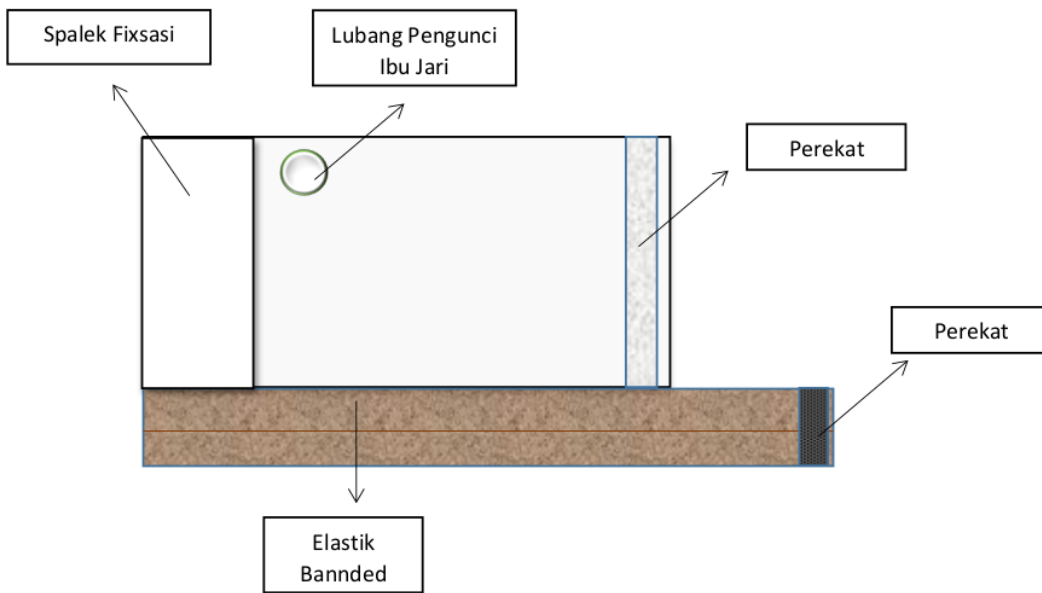 Spalek Fixsasi
Lubang Pengunci
Ibu Jari
Perekat
Perekat
Elastik
Bannded